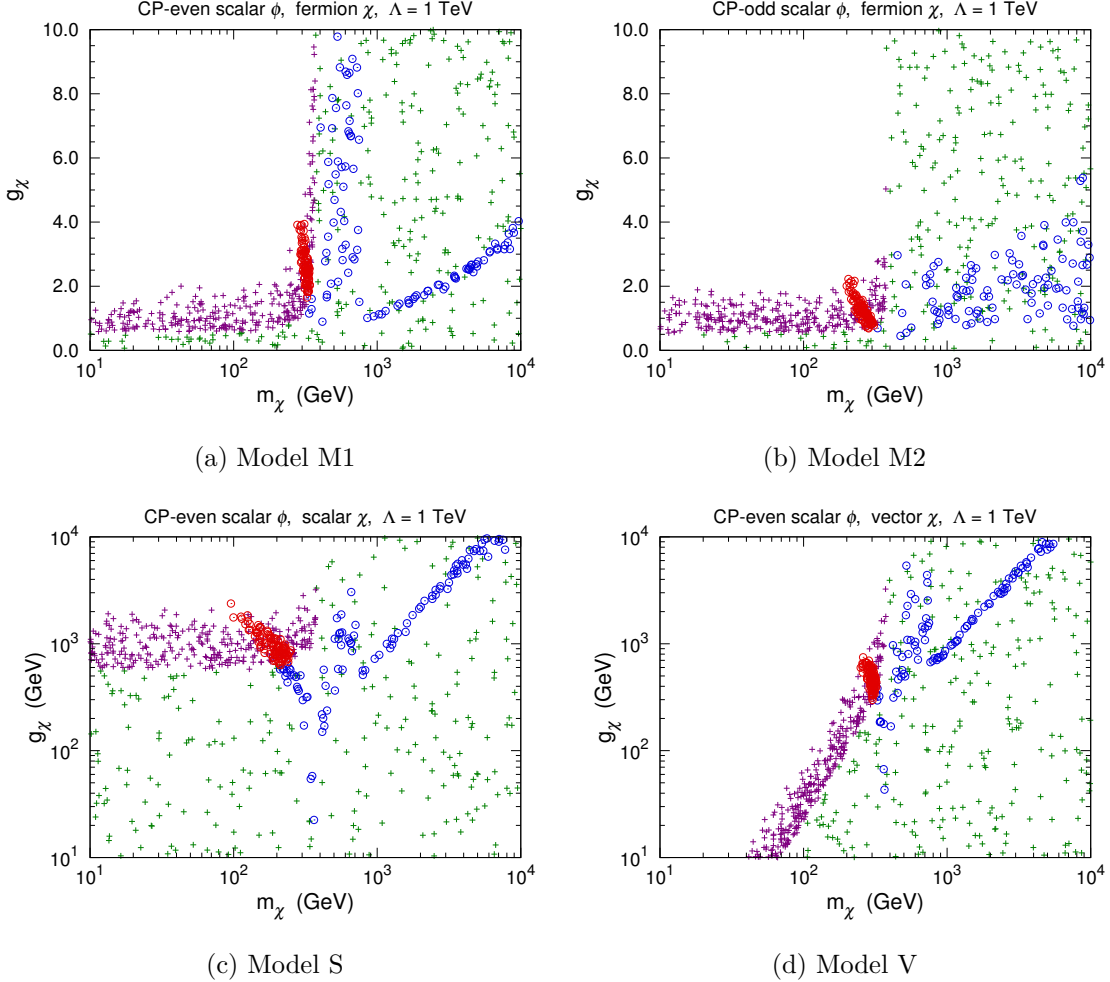 CP-even scalar ϕ, fermion χ, Λ = 1 TeV
10.0
8.0
6.0
4.0
2.0
0.0
g_χ
10^1 10^2 10^3 10^4
m_χ (GeV)
(a) Model M1
CP-odd scalar ϕ, fermion χ, Λ = 1 TeV
10.0
8.0
6.0
4.0
2.0
0.0
g_χ
10^1 10^2 10^3 10^4
m_χ (GeV)
(b) Model M2
CP-even scalar ϕ, scalar χ, Λ = 1 TeV
10^4
10^3
10^2
10^1
g_χ (GeV)
10^1 10^2 10^3 10^4
m_χ (GeV)
(c) Model S
CP-even scalar ϕ, vector χ, Λ = 1 TeV
10^4
10^3
10^2
10^1
g_χ (GeV)
10^1 10^2 10^3 10^4
m_χ (GeV)
(d) Model V